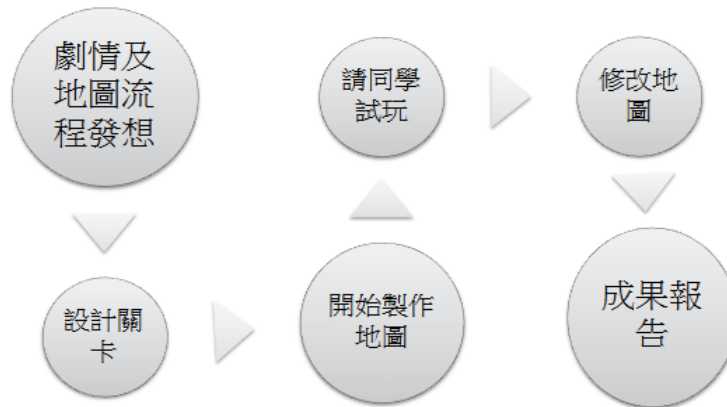 劇情及
地圖流
程發想
設計關
卡
開始製作
地圖
請同學
試玩
修改地
圖
成果報
告